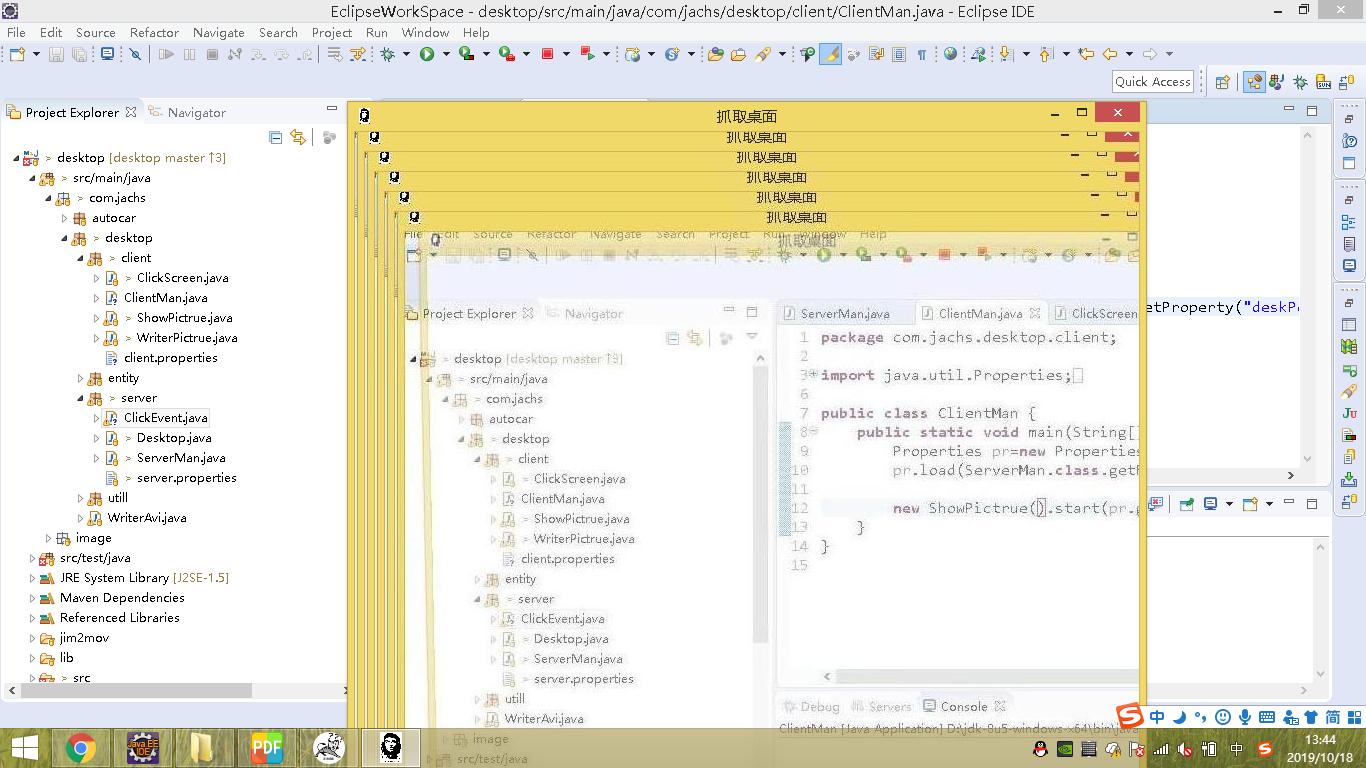 EclipseWorkSpace - desktop/src/main/java/com/jachs/desktop/client/ClientMan.java - Eclipse IDE
File Edit Source Refactor Navigate Search Project Run Window Help
Quick Access
Project Explorer Navigator
> desktop [desktop master ↑3]
> src/main/java
> com.jachs
autocar
> desktop
> client
> ClickScreen.java
ClientMan.java
> ShowPictrue.java
> WriterPictrue.java
client.properties
entity
> server
ClickEvent.java
> Desktop.java
> ServerMan.java
> server.properties
utill
> WriterAvi.java
image
src/test/java
JRE System Library [J2SE-1.5]
Maven Dependencies
Referenced Libraries
jim2mov
lib
> src
抓取桌面
抓取桌面
抓取桌面
抓取桌面
抓取桌面
抓取桌面
File Edit Source Refactor Navigate Search Project Run Window Help
抓取桌面
Project Explorer Navigator
> desktop [desktop master ↑3]
> src/main/java
> com.jachs
autocar
> desktop
> client
> ClickScreen.java
ClientMan.java
> ShowPictrue.java
> WriterPictrue.java
client.properties
entity
> server
ClickEvent.java
> Desktop.java
> ServerMan.java
> server.properties
utill
WriterAvi.java
image
src/test/java
ServerMan.java ClientMan.java ClickScreen
1 package com.jachs.desktop.client;
2
3 import java.util.Properties;
6
7 public class ClientMan {
8 public static void main(String[]
9 Properties pr=new Properties
10 pr.load(ServerMan.class.get
11
12 new ShowPictrue().start(pr.g
13 }
14 }
15
Debug Servers Console
ClientMan [Java Application] D:\jdk-8u5-windows-x64\bin\java
etProperty("deskP
中 简
Java EE IDE
PDF
中
13:44
2019/10/18